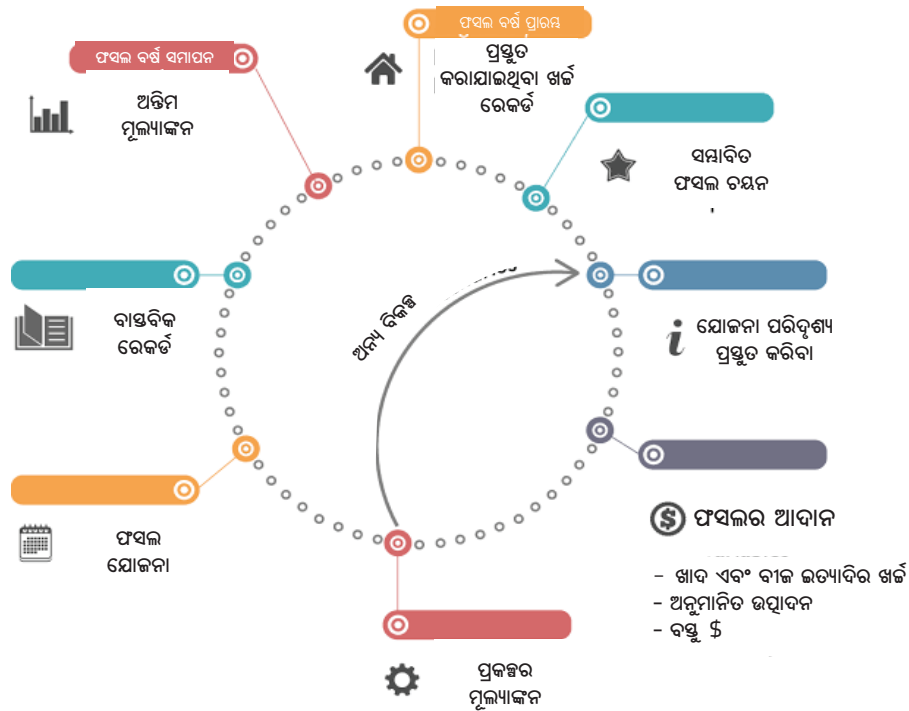 ଫସଲ ବର୍ଷ ପ୍ରାରମ୍ଭ
ପ୍ରସ୍ତୁତ
କରାଯାଇଥିବା ଖର୍ଚ୍ଚ
ରେକର୍ଡ
ସମ୍ଭାବିତ
ଫସଲ ଚୟନ
ଯୋଜନା ପରିଦୃଶ୍ୟ
ପ୍ରସ୍ତୁତ କରିବା
ଫସଲର ଆଦାନ
- ଖାଦ ଏବଂ ବୀଜ ଇତ୍ୟାଦିର ଖର୍ଚ୍ଚ
- ଅନୁମାନିତ ଉତ୍ପାଦନ
- ବସ୍ତୁ $
ପ୍ରକଳ୍ପର
ମୂଲ୍ୟାଙ୍କନ
ଅନ୍ୟ ବିକଳ୍ପ
ଫସଲ
ଯୋଜନା
ବାସ୍ତବିକ
ରେକର୍ଡ
ଫସଲ ବର୍ଷ ସମାପନ
ଅନ୍ତିମ
ମୂଲ୍ୟାଙ୍କନ